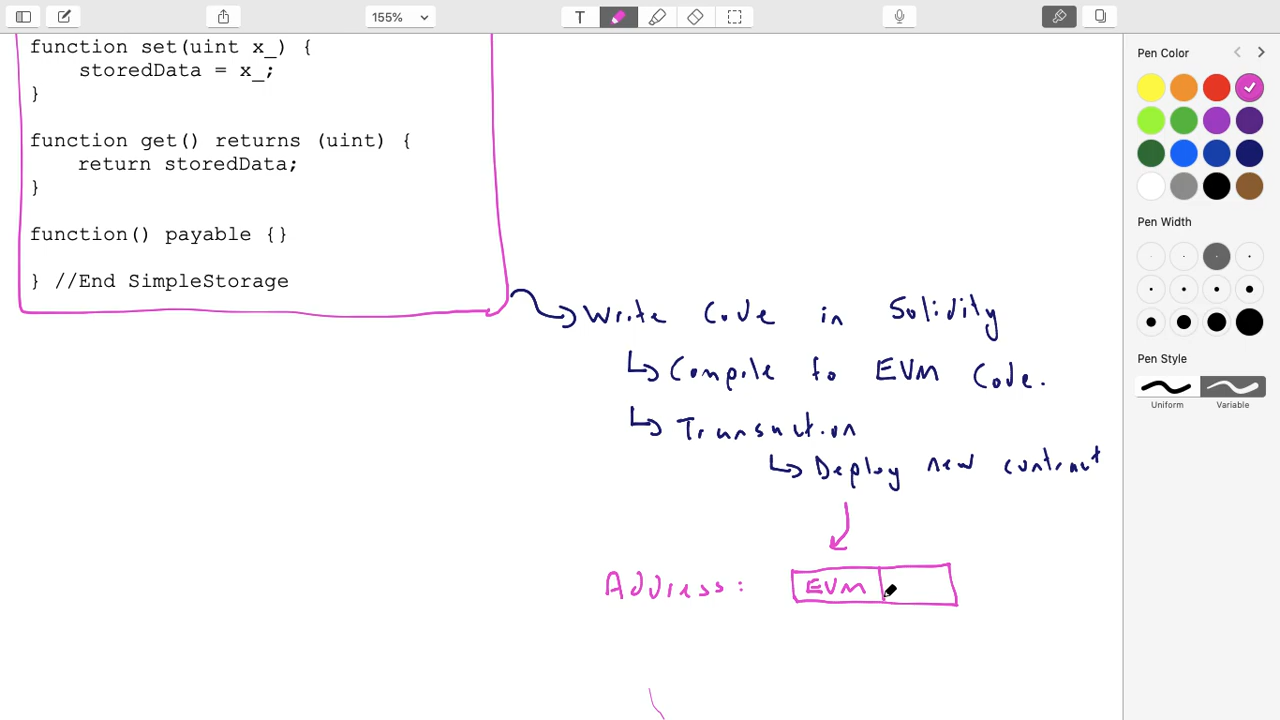 155%
T
Pen Color
function set(uint x_) {
storedData = x_;
}
function get() returns (uint) {
return storedData;
}
function() payable {}
} //End SimpleStorage
Write Code in Solidity
Compile to EVM Code.
Transaction
Deploy new contract
Address: EVM
Pen Width
Pen Style
Uniform Variable